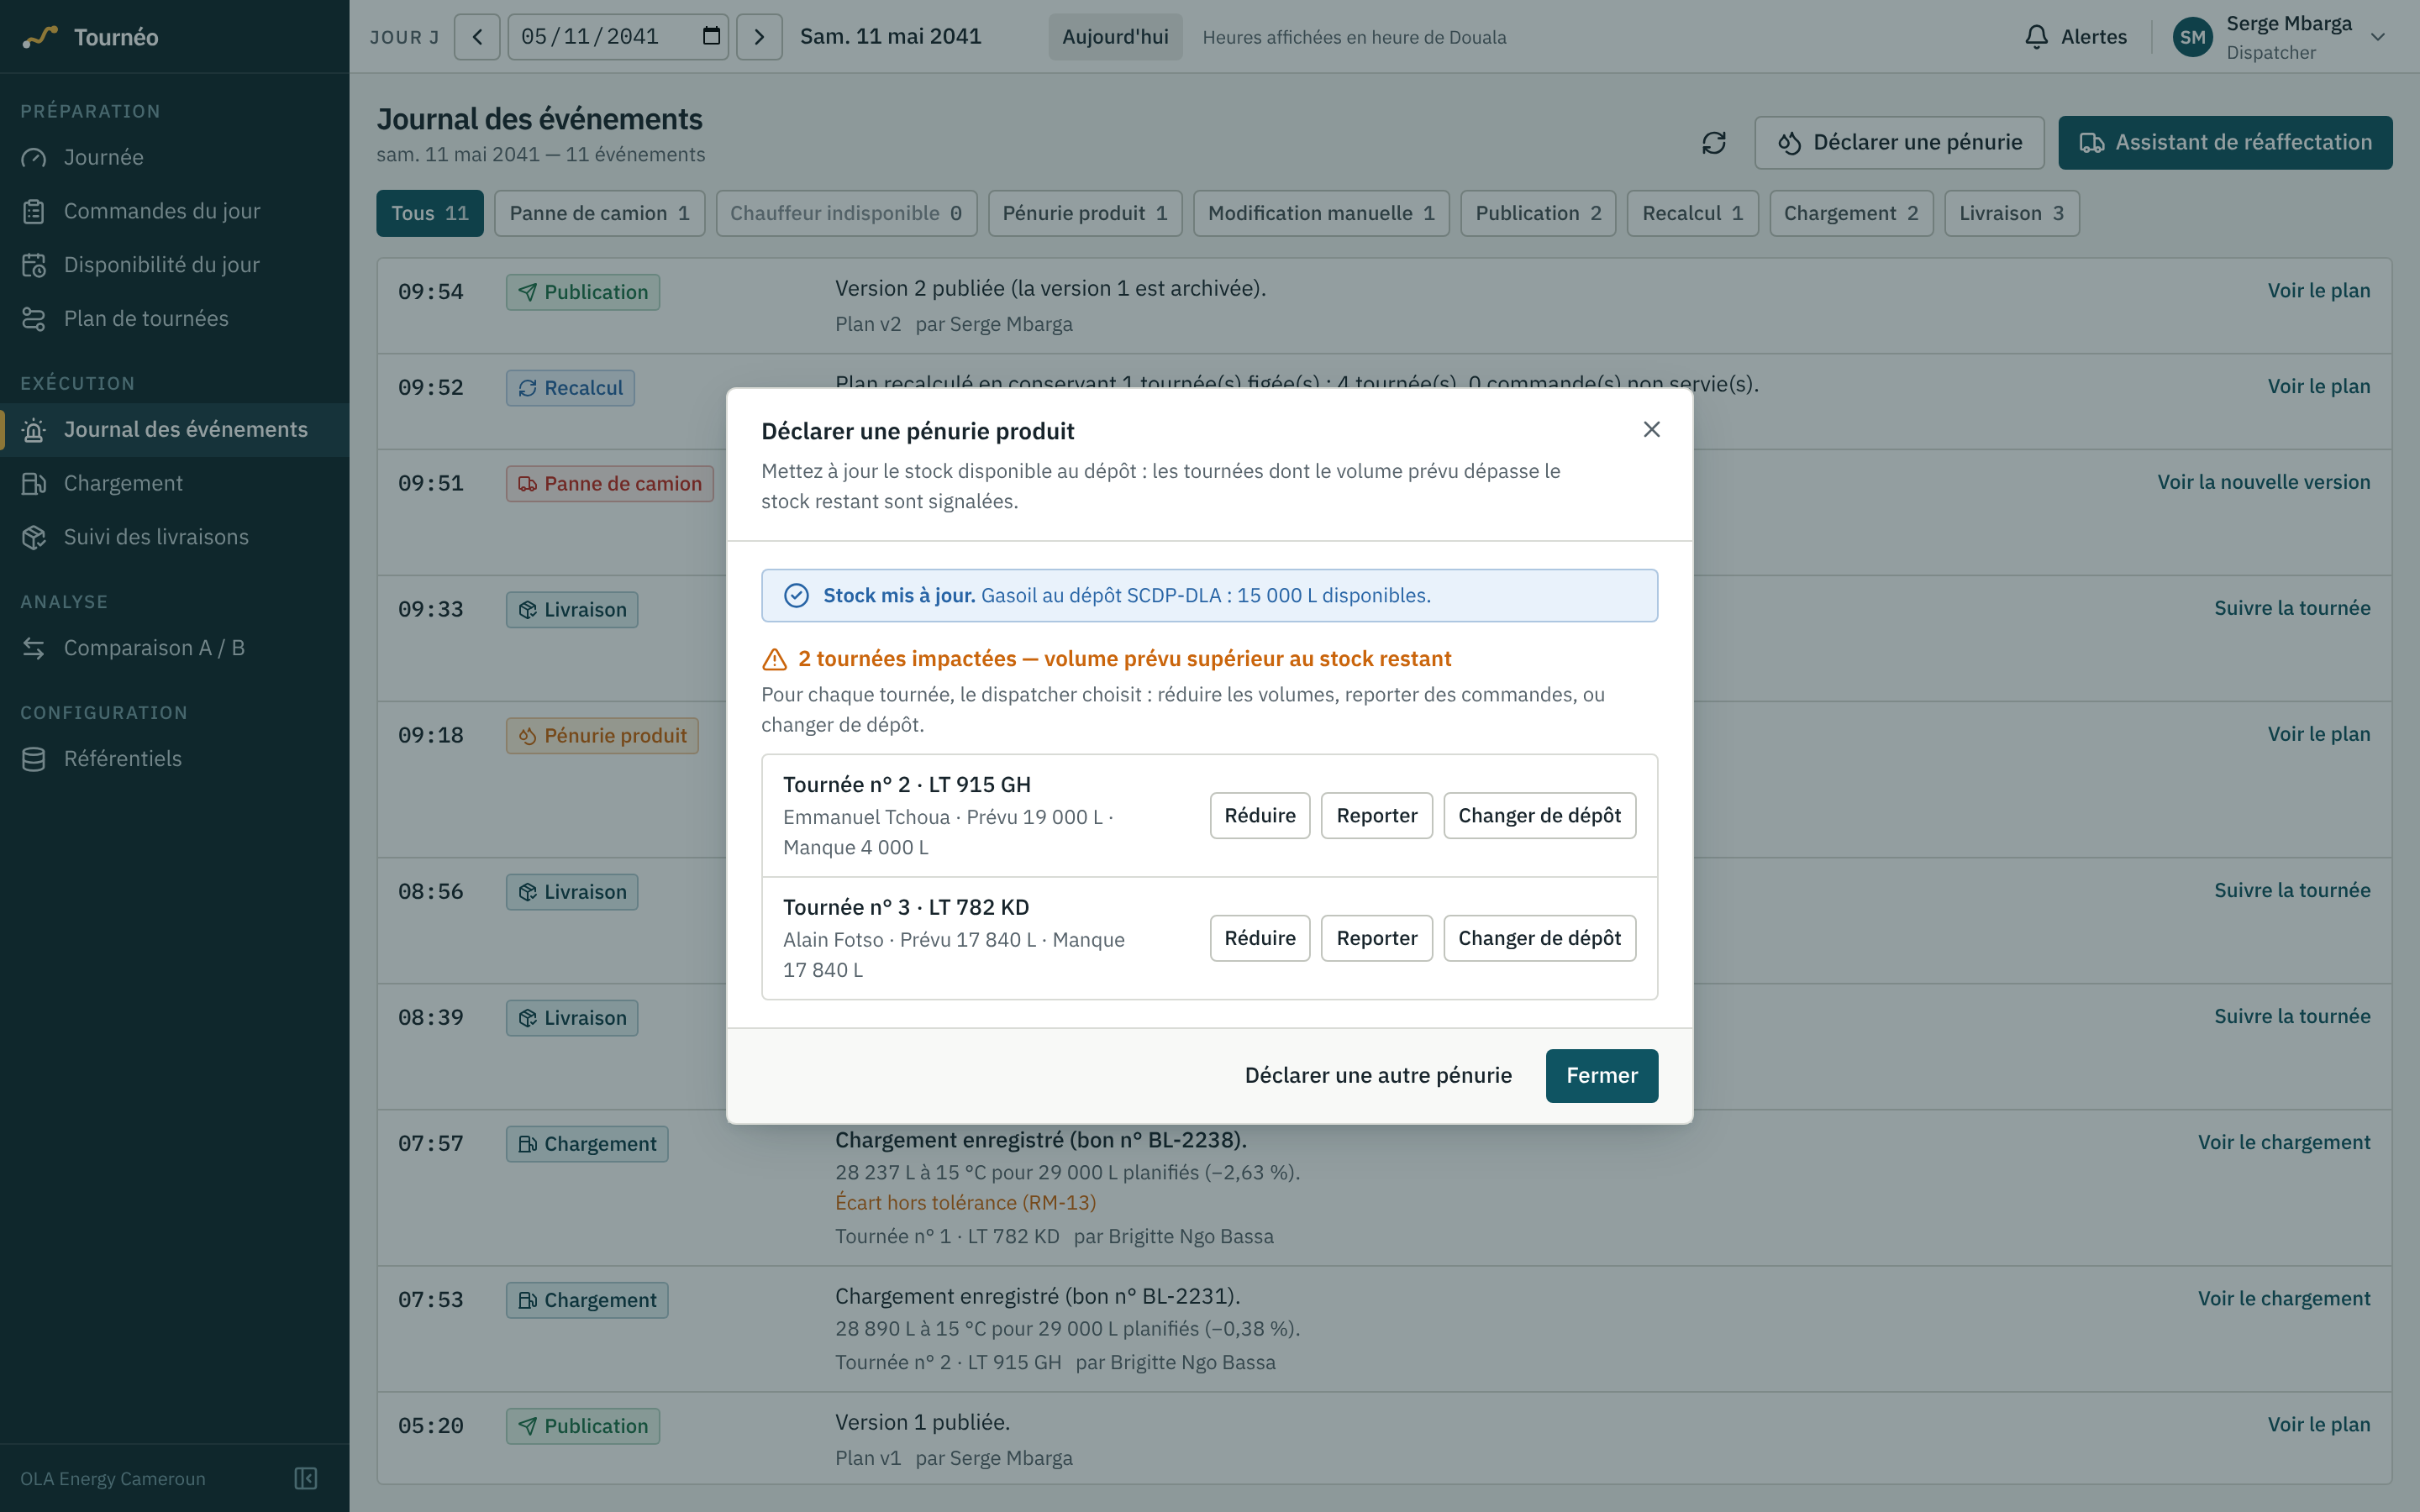 Tournéo
JOUR J
05/11/2041
Sam. 11 mai 2041
Aujourd'hui
Heures affichées en heure de Douala
Alertes
SM
Serge Mbarga
Dispatcher
PRÉPARATION
Journée
Commandes du jour
Disponibilité du jour
Plan de tournées
EXÉCUTION
Journal des événements
Chargement
Suivi des livraisons
ANALYSE
Comparaison A / B
CONFIGURATION
Référentiels
OLA Energy Cameroun
Journal des événements
sam. 11 mai 2041 — 11 événements
Déclarer une pénurie
Assistant de réaffectation
Tous 11
Panne de camion 1
Chauffeur indisponible 0
Pénurie produit 1
Modification manuelle 1
Publication 2
Recalcul 1
Chargement 2
Livraison 3
09:54
Publication
Version 2 publiée (la version 1 est archivée).
Plan v2 par Serge Mbarga
Voir le plan
09:52
Recalcul
Plan recalculé en conservant 1 tournée(s) figée(s) : 4 tournée(s), 0 commande(s) non servie(s).
Voir le plan
09:51
Panne de camion
Voir la nouvelle version
09:33
Livraison
Suivre la tournée
09:18
Pénurie produit
Voir le plan
08:56
Livraison
Suivre la tournée
08:39
Livraison
Suivre la tournée
Déclarer une pénurie produit
Mettez à jour le stock disponible au dépôt : les tournées dont le volume prévu dépasse le
stock restant sont signalées.
Stock mis à jour. Gasoil au dépôt SCDP-DLA : 15 000 L disponibles.
2 tournées impactées — volume prévu supérieur au stock restant
Pour chaque tournée, le dispatcher choisit : réduire les volumes, reporter des commandes, ou
changer de dépôt.
Tournée n° 2 · LT 915 GH
Emmanuel Tchoua · Prévu 19 000 L ·
Manque 4 000 L
Réduire
Reporter
Changer de dépôt
Tournée n° 3 · LT 782 KD
Alain Fotso · Prévu 17 840 L · Manque
17 840 L
Réduire
Reporter
Changer de dépôt
Déclarer une autre pénurie
Fermer
07:57
Chargement
Chargement enregistré (bon n° BL-2238).
28 237 L à 15 °C pour 29 000 L planifiés (−2,63 %).
Écart hors tolérance (RM-13)
Tournée n° 1 · LT 782 KD par Brigitte Ngo Bassa
Voir le chargement
07:53
Chargement
Chargement enregistré (bon n° BL-2231).
28 890 L à 15 °C pour 29 000 L planifiés (−0,38 %).
Tournée n° 2 · LT 915 GH par Brigitte Ngo Bassa
Voir le chargement
05:20
Publication
Version 1 publiée.
Plan v1 par Serge Mbarga
Voir le plan